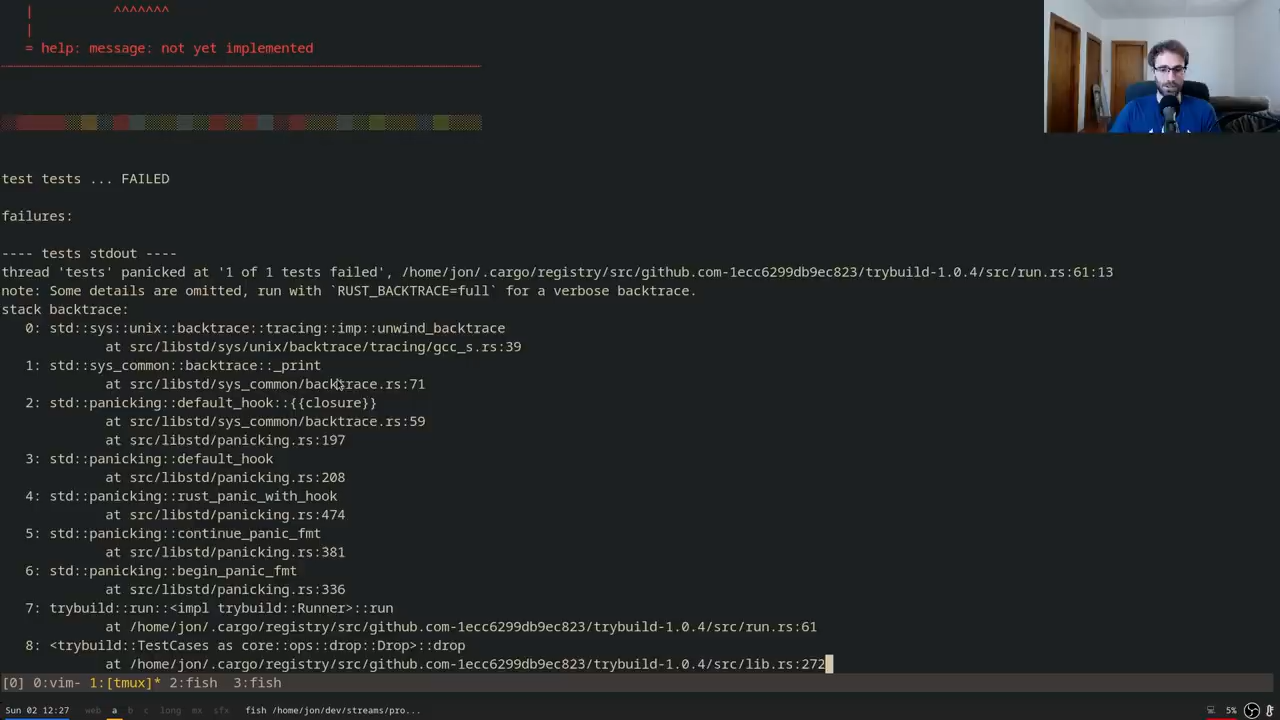 |          ^^^^^^^
|
= help: message: not yet implemented
test tests ... FAILED
failures:
---- tests stdout ----
thread 'tests' panicked at '1 of 1 tests failed', /home/jon/.cargo/registry/src/github.com-1ecc6299db9ec823/trybuild-1.0.4/src/run.rs:61:13
note: Some details are omitted, run with `RUST_BACKTRACE=full` for a verbose backtrace.
stack backtrace:
0: std::sys::unix::backtrace::tracing::imp::unwind_backtrace
at src/libstd/sys/unix/backtrace/tracing/gcc_s.rs:39
1: std::sys_common::backtrace::_print
at src/libstd/sys_common/backtrace.rs:71
2: std::panicking::default_hook::{{closure}}
at src/libstd/sys_common/backtrace.rs:59
at src/libstd/panicking.rs:197
3: std::panicking::default_hook
at src/libstd/panicking.rs:208
4: std::panicking::rust_panic_with_hook
at src/libstd/panicking.rs:474
5: std::panicking::continue_panic_fmt
at src/libstd/panicking.rs:381
6: std::panicking::begin_panic_fmt
at src/libstd/panicking.rs:336
7: trybuild::run::<impl trybuild::Runner>::run
at /home/jon/.cargo/registry/src/github.com-1ecc6299db9ec823/trybuild-1.0.4/src/run.rs:61
8: <trybuild::TestCases as core::ops::drop::Drop>::drop
at /home/jon/.cargo/registry/src/github.com-1ecc6299db9ec823/trybuild-1.0.4/src/lib.rs:272
[0] 0:vim- 1:[tmux]* 2:fish  3:fish
Sun 02 12:27 web a b c long mx sfx fish /home/jon/dev/streams/pro... 5%